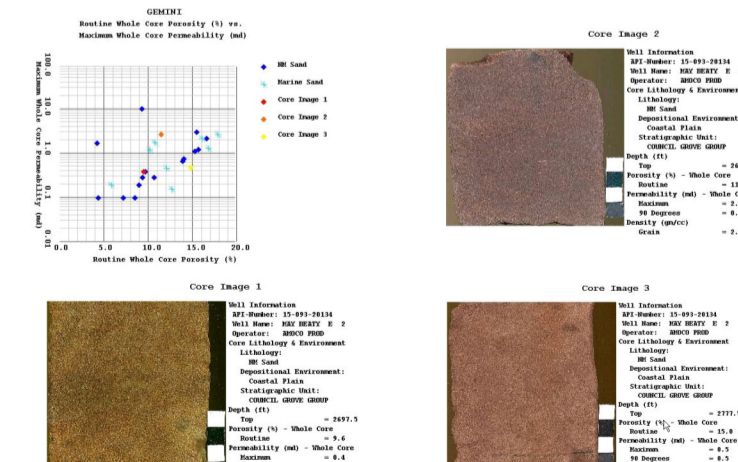 GEMINI
Routine Whole Core Porosity (%) vs.
Maximum Whole Core Permeability (md)
Maximum Whole Core Permeability (md)
100.0
10.0
1.0
0.1
0.01
0.0 5.0 10.0 15.0 20.0
Routine Whole Core Porosity (%)
NM Sand
Marine Sand
Core Image 1
Core Image 2
Core Image 3
Core Image 2
Well Information
API-Number: 15-093-20134
Well Name: MAY BEATY E
Operator: AMOCO PROD
Core Lithology & Environmen
Lithology:
NM Sand
Depositional Environment
Coastal Plain
Stratigraphic Unit:
COUNCIL GROVE GROUP
Depth (ft)
Top = 26
Porosity (%) - Whole Core
Routine = 11
Permeability (md) - Whole C
Maximum = 2.
90 Degrees = 0.
Density (gm/cc)
Grain = 2.
Core Image 1
Well Information
API-Number: 15-093-20134
Well Name: MAY BEATY E 2
Operator: AMOCO PROD
Core Lithology & Environment
Lithology:
NM Sand
Depositional Environment:
Coastal Plain
Stratigraphic Unit:
COUNCIL GROVE GROUP
Depth (ft)
Top = 2697.5
Porosity (%) - Whole Core
Routine = 9.6
Permeability (md) - Whole Core
Maximum = 0.4
Core Image 3
Well Information
API-Number: 15-093-20134
Well Name: MAY BEATY E 2
Operator: AMOCO PROD
Core Lithology & Environment
Lithology:
NM Sand
Depositional Environment:
Coastal Plain
Stratigraphic Unit:
COUNCIL GROVE GROUP
Depth (ft)
Top = 2777.5
Porosity (%) - Whole Core
Routine = 15.0
Permeability (md) - Whole Core
Maximum = 0.5
90 Degrees = 0.5